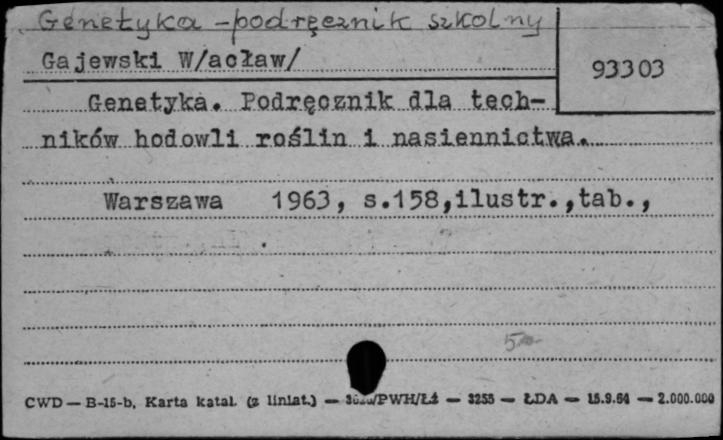 Genetyka - podręcznik szkolny
Gajewski W/acław/
93303
Genetyka. Podręcznik dla tech-
ników hodowli roślin i nasiennictwa.
Warszawa 1963, s.158,ilustr.,tab.,
CWD — B-15-b, Karta katal. (z liniat.) — /PWH/Łż — 3255 — ŁDA — 15.9.64 — 2.000.000